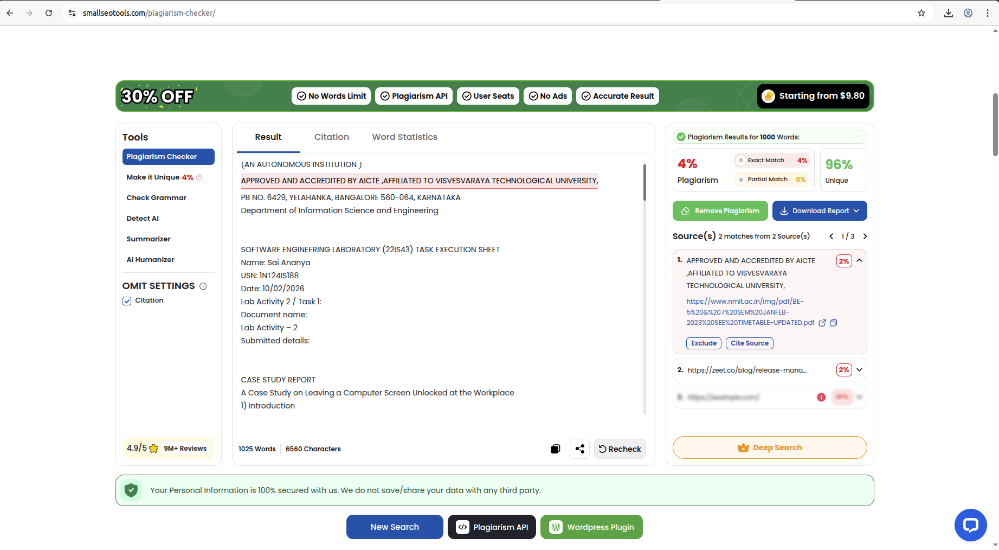 smallseotools.com/plagiarism-checker/
30% OFF
No Words Limit
Plagiarism API
User Seats
No Ads
Accurate Result
Starting from $9.80
Tools
Plagiarism Checker
Make it Unique 4%
Check Grammar
Detect AI
Summarizer
AI Humanizer
OMIT SETTINGS
Citation
4.9/5
9M+ Reviews
Result
Citation
Word Statistics
(AN AUTONOMOUS INSTITUTION )
APPROVED AND ACCREDITED BY AICTE ,AFFILIATED TO VISVESVARAYA TECHNOLOGICAL UNIVERSITY,
PB NO. 6429, YELAHANKA, BANGALORE 560-064, KARNATAKA
Department of Information Science and Engineering
SOFTWARE ENGINEERING LABORATORY (22IS43) TASK EXECUTION SHEET
Name: Sai Ananya
USN: 1NT24IS188
Date: 10/02/2026
Lab Activity 2 / Task 1:
Document name:
Lab Activity – 2
Submitted details:
CASE STUDY REPORT
A Case Study on Leaving a Computer Screen Unlocked at the Workplace
1) Introduction
1025 Words
6560 Characters
Recheck
Plagiarism Results for 1000 Words:
4%
Plagiarism
Exact Match 4%
Partial Match 0%
96%
Unique
Remove Plagiarism
Download Report
Source(s) 2 matches from 2 Source(s)
1 / 3
1. APPROVED AND ACCREDITED BY AICTE
,AFFILIATED TO VISVESVARAYA
TECHNOLOGICAL UNIVERSITY,
2%
https://www.nmit.ac.in/img/pdf/BE-
5%20&%207%20SEM%20JANFEB-
2023%20SEE%20TIMETABLE-UPDATED.pdf
Exclude
Cite Source
2. https://zeet.co/blog/release-mana...
2%
Deep Search
Your Personal Information is 100% secured with us. We do not save/share your data with any third party.
New Search
Plagiarism API
Wordpress Plugin